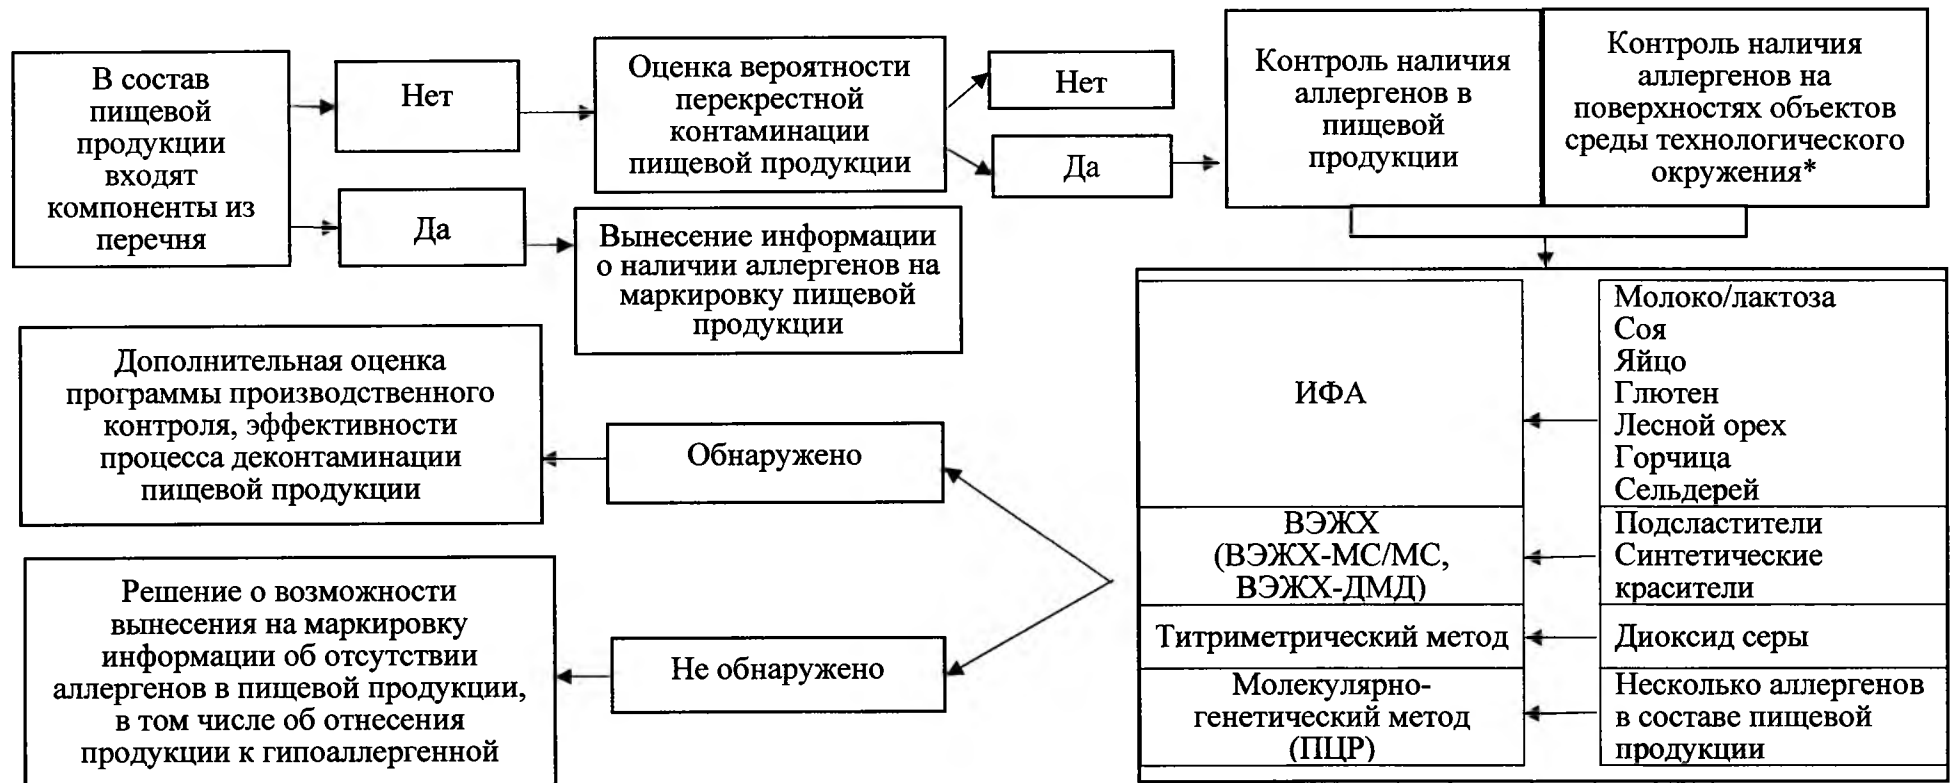 В состав
пищевой
продукции
входят
компоненты из
перечня
Нет
Да
Оценка вероятности
перекрестной
контаминации
пищевой продукции
Вынесение информации
о наличии аллергенов на
маркировку пищевой
продукции
Нет
Да
Контроль наличия
аллергенов в
пищевой
продукции
Контроль наличия
аллергенов на
поверхностях объектов
среды технологического
окружения*
ИФА
Молоко/лактоза
Соя
Яйцо
Глютен
Лесной орех
Горчица
Сельдерей
ВЭЖХ
(ВЭЖХ-МС/МС,
ВЭЖХ-ДМД)
Подсластители
Синтетические
красители
Титриметрический метод
Диоксид серы
Молекулярно-
генетический метод
(ПЦР)
Несколько аллергенов
в составе пищевой
продукции
Обнаружено
Дополнительная оценка
программы производственного
контроля, эффективности
процесса деконтаминации
пищевой продукции
Не обнаружено
Решение о возможности
вынесения на маркировку
информации об отсутствии
аллергенов в пищевой продукции,
в том числе об отнесения
продукции к гипоаллергенной